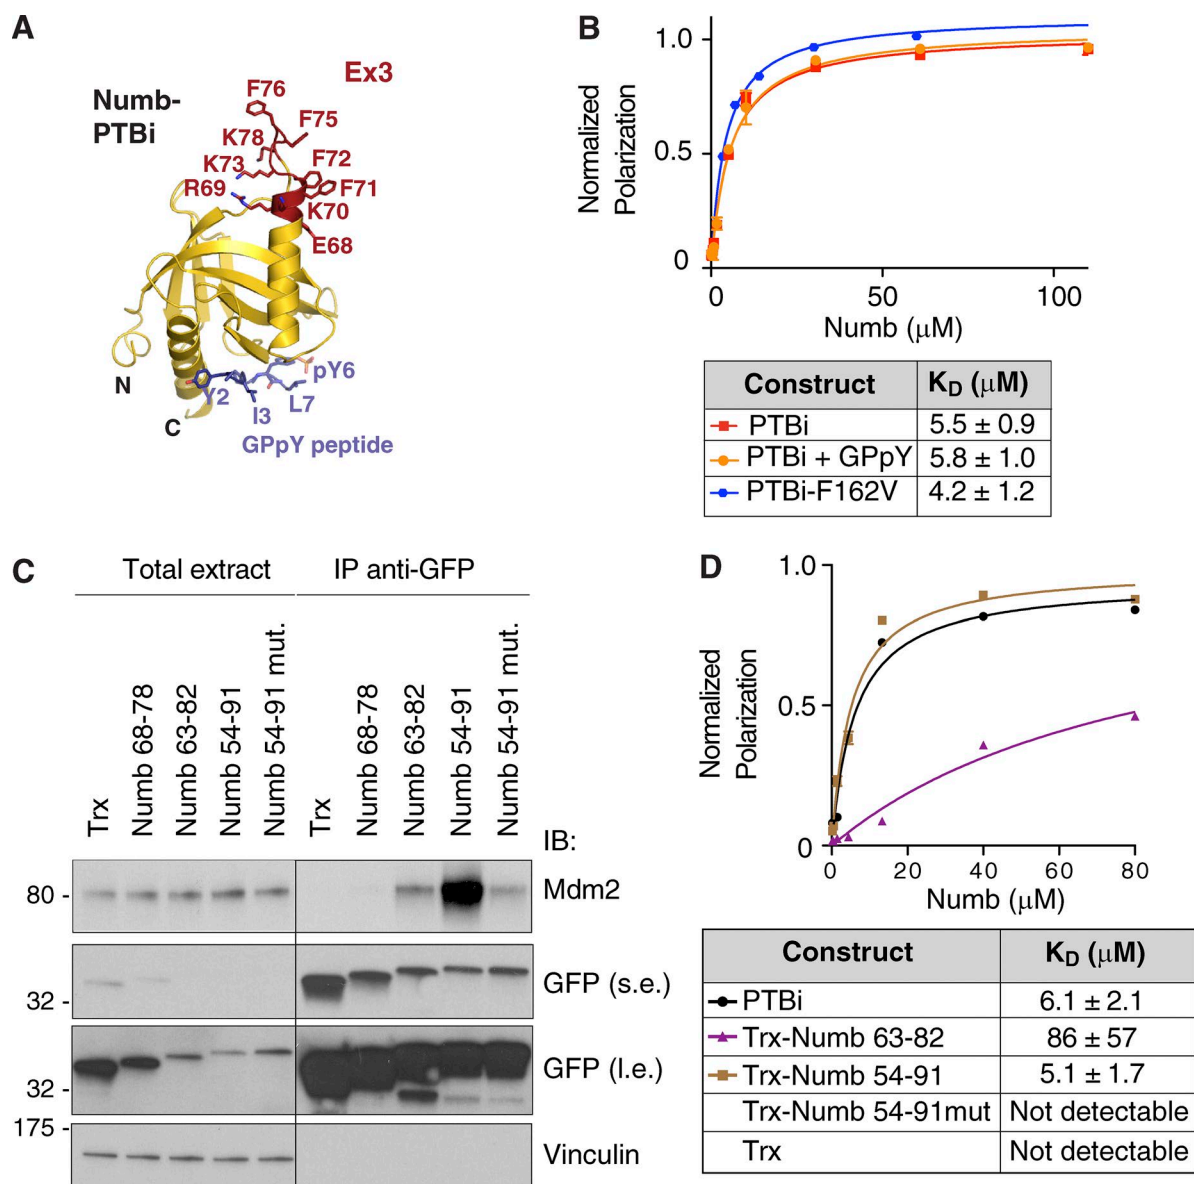 A
Numb-
PTBi
Ex3
F76
F75
K78
K73
F72
R69
F71
K70
E68
N
C
Y2
I3
L7
pY6
GPpY peptide
B
Normalized
Polarization
1.0
0.5
0
0
50
100
Numb (μM)
Construct K_D (μM)
PTBi 5.5 ± 0.9
PTBi + GPpY 5.8 ± 1.0
PTBi-F162V 4.2 ± 1.2
C
Total extract
IP anti-GFP
Trx
Numb 68-78
Numb 63-82
Numb 54-91
Numb 54-91 mut.
Trx
Numb 68-78
Numb 63-82
Numb 54-91
Numb 54-91 mut.
IB:
80 -
Mdm2
32 -
GFP (s.e.)
32 -
GFP (l.e.)
175 -
Vinculin
D
Normalized
Polarization
1.0
0.5
0
0
20
40
60
80
Numb (μM)
Construct K_D (μM)
PTBi 6.1 ± 2.1
Trx-Numb 63-82 86 ± 57
Trx-Numb 54-91 5.1 ± 1.7
Trx-Numb 54-91mut Not detectable
Trx Not detectable